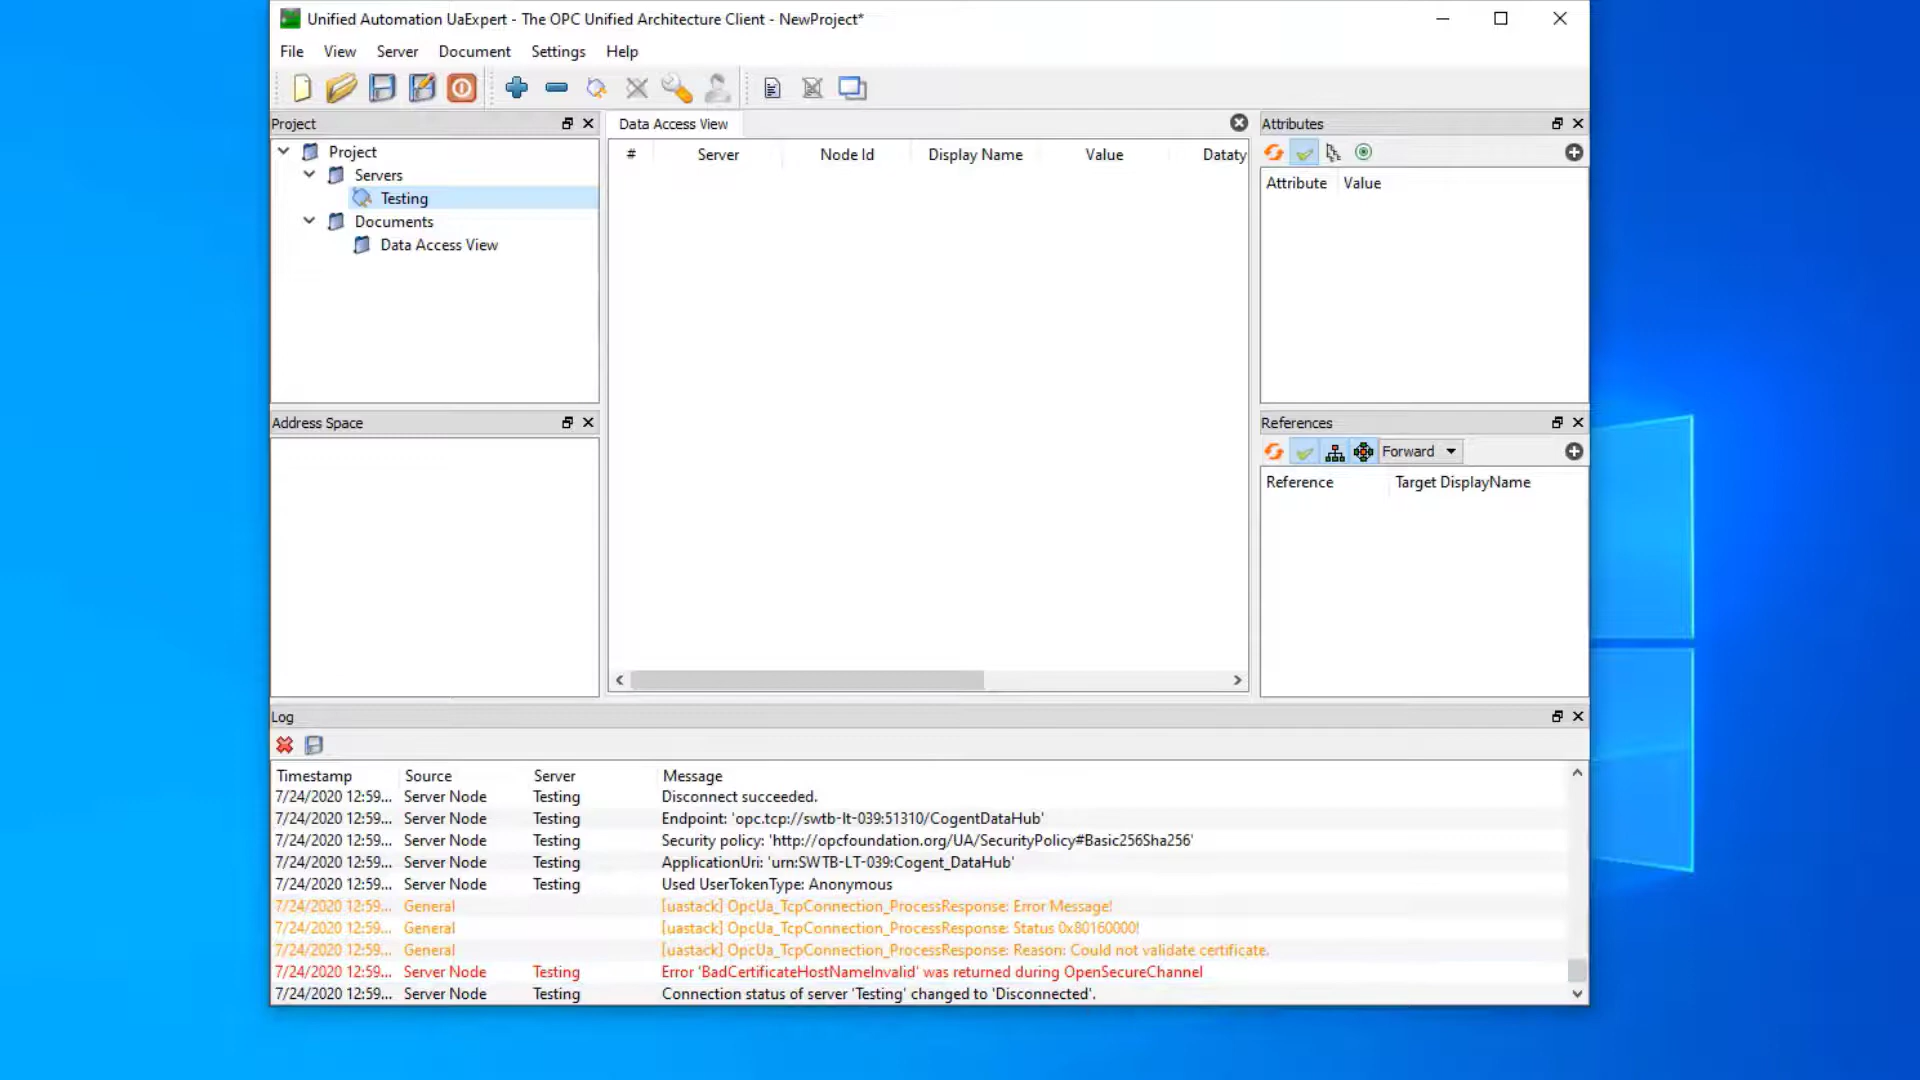 Unified Automation UaExpert - The OPC Unified Architecture Client - NewProject*
File View Server Document Settings Help
Project
Project
Servers
Testing
Documents
Data Access View
Address Space
Data Access View
# Server Node Id Display Name Value Dataty
Attributes
Attribute Value
References
Forward
Reference Target DisplayName
Log
Timestamp Source Server Message
7/24/2020 12:59... Server Node Testing Disconnect succeeded.
7/24/2020 12:59... Server Node Testing Endpoint: 'opc.tcp://swtb-lt-039:51310/CogentDataHub'
7/24/2020 12:59... Server Node Testing Security policy: 'http://opcfoundation.org/UA/SecurityPolicy#Basic256Sha256'
7/24/2020 12:59... Server Node Testing ApplicationUri: 'urn:SWTB-LT-039:Cogent_DataHub'
7/24/2020 12:59... Server Node Testing Used UserTokenType: Anonymous
7/24/2020 12:59... General [uastack] OpcUa_TcpConnection_ProcessResponse: Error Message!
7/24/2020 12:59... General [uastack] OpcUa_TcpConnection_ProcessResponse: Status 0x80160000!
7/24/2020 12:59... General [uastack] OpcUa_TcpConnection_ProcessResponse: Reason: Could not validate certificate.
7/24/2020 12:59... Server Node Testing Error 'BadCertificateHostNameInvalid' was returned during OpenSecureChannel
7/24/2020 12:59... Server Node Testing Connection status of server 'Testing' changed to 'Disconnected'.